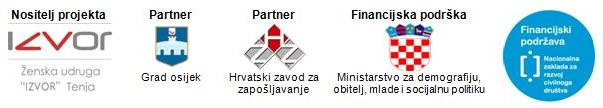 Nositelj projekta
IZVOR
Ženska udruga
"IZVOR" Tenja
Partner
Grad osijek
Partner
Hrvatski zavod za
zapošljavanje
Financijska podrška
Ministarstvo za demografiju,
obitelj, mlade i socijalnu politiku
Financijski
podržava
Nacionalna
zaklada za
razvoj
civilnoga
društva